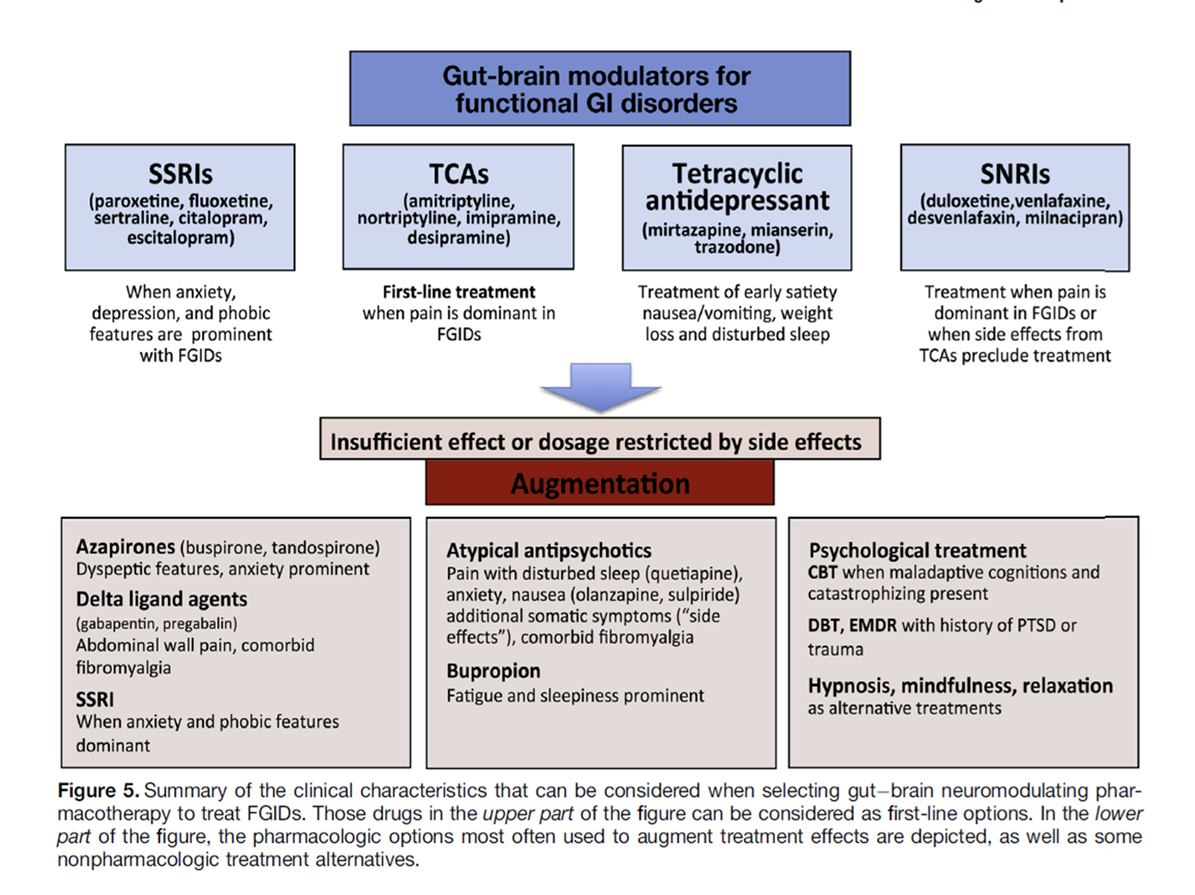 Gut-brain modulators for
functional GI disorders
SSRIs
(paroxetine, fluoxetine,
sertraline, citalopram,
escitalopram)
When anxiety,
depression, and phobic
features are prominent
with FGIDs
TCAs
(amitriptyline,
nortriptyline, imipramine,
desipramine)
First-line treatment
when pain is dominant in
FGIDs
Tetracyclic
antidepressant
(mirtazapine, mianserin,
trazodone)
Treatment of early satiety
nausea/vomiting, weight
loss and disturbed sleep
SNRIs
(duloxetine,venlafaxine,
desvenlafaxin, milnacipran)
Treatment when pain is
dominant in FGIDs or
when side effects from
TCAs preclude treatment
Insufficient effect or dosage restricted by side effects
Augmentation
Azapirones (buspirone, tandospirone)
Dyspeptic features, anxiety prominent
Delta ligand agents
(gabapentin, pregabalin)
Abdominal wall pain, comorbid
fibromyalgia
SSRI
When anxiety and phobic features
dominant
Atypical antipsychotics
Pain with disturbed sleep (quetiapine),
anxiety, nausea (olanzapine, sulpiride)
additional somatic symptoms (“side
effects”), comorbid fibromyalgia
Bupropion
Fatigue and sleepiness prominent
Psychological treatment
CBT when maladaptive cognitions and
catastrophizing present
DBT, EMDR with history of PTSD or
trauma
Hypnosis, mindfulness, relaxation
as alternative treatments
Figure 5. Summary of the clinical characteristics that can be considered when selecting gut–brain neuromodulating phar-
macotherapy to treat FGIDs. Those drugs in the upper part of the figure can be considered as first-line options. In the lower
part of the figure, the pharmacologic options most often used to augment treatment effects are depicted, as well as some
nonpharmacologic treatment alternatives.